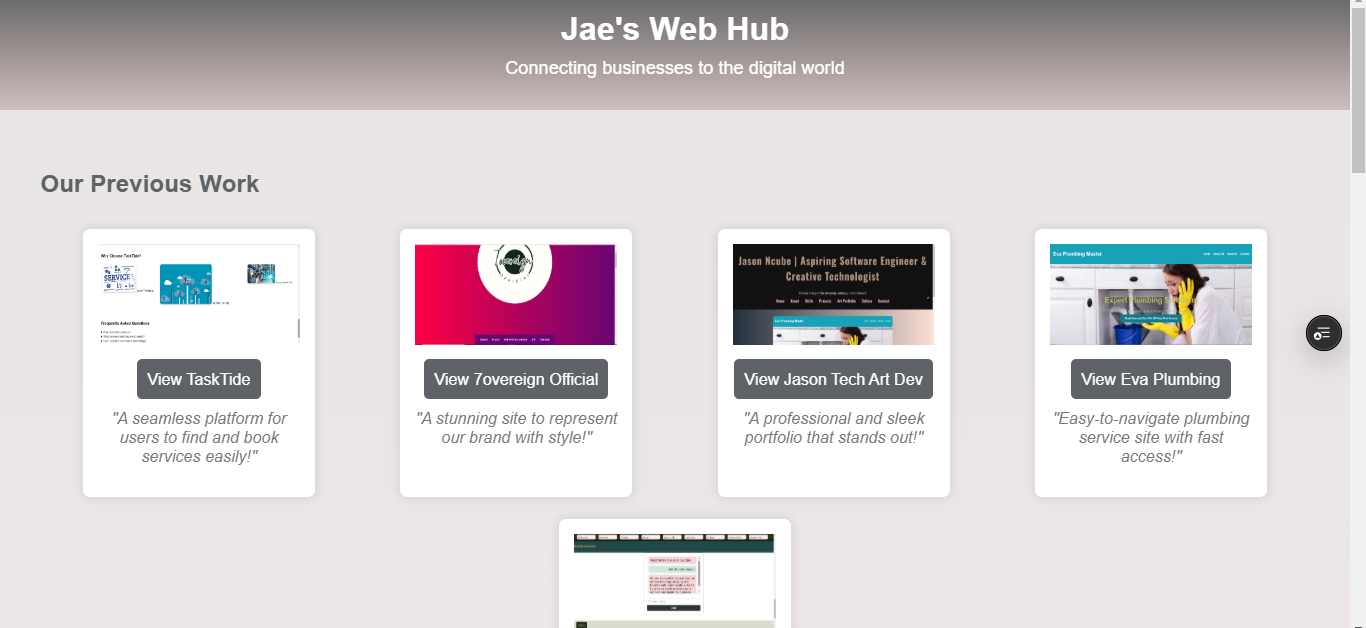 Jae's Web Hub
Connecting businesses to the digital world
Our Previous Work
Why Choose TaskTide?
SERVICE
Frequently Asked Questions
Jason Ncube | Aspiring Software Engineer &
Creative Technologist
Home About Skills Projects Art Portfolio Gallery Contact
Eva Plumbing Master
Expert Plumbing
View TaskTide
View 7overeign Official
View Jason Tech Art Dev
View Eva Plumbing
"A seamless platform for
users to find and book
services easily!"
"A stunning site to represent
our brand with style!"
"A professional and sleek
portfolio that stands out!"
"Easy-to-navigate plumbing
service site with fast
access!"